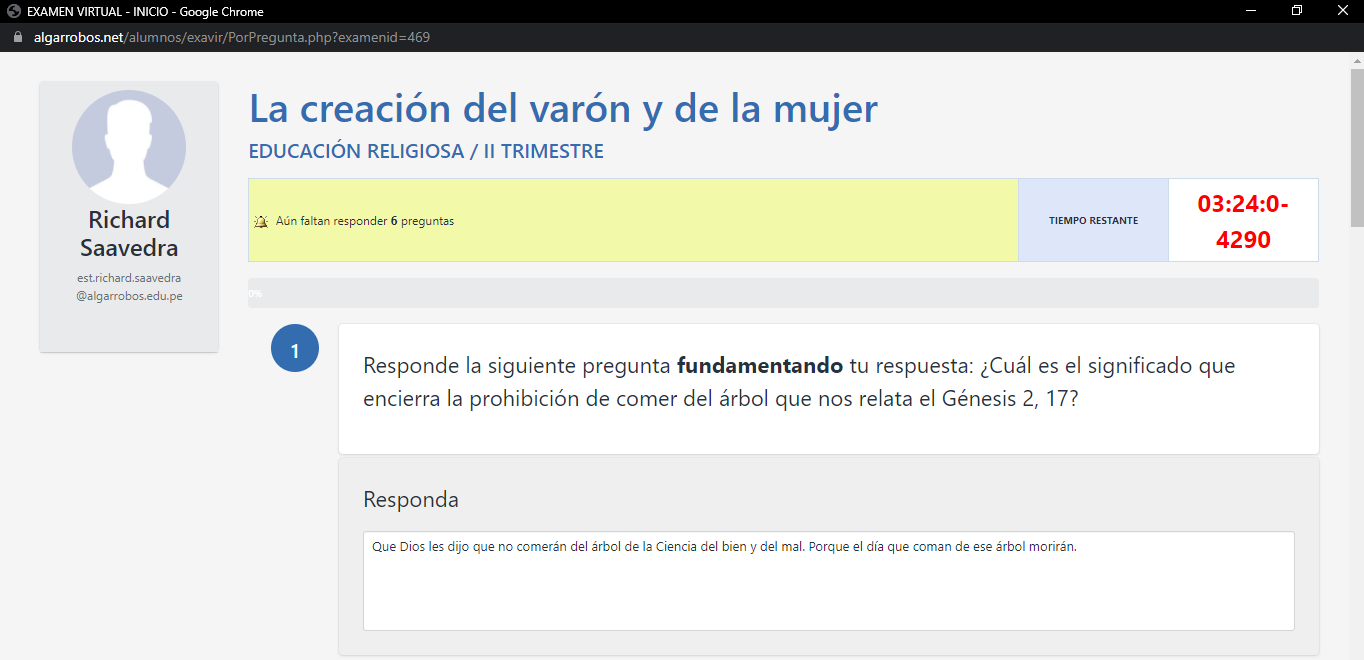 EXAMEN VIRTUAL - INICIO - Google Chrome
algarrobos.net/alumnos/exavir/PorPregunta.php?examenid=469
Richard
Saavedra
est.richard.saavedra
@algarrobos.edu.pe
La creación del varón y de la mujer
EDUCACIÓN RELIGIOSA / II TRIMESTRE
Aún faltan responder 6 preguntas
TIEMPO RESTANTE
03:24:0-
4290
0%
1
Responde la siguiente pregunta fundamentando tu respuesta: ¿Cuál es el significado que
encierra la prohibición de comer del árbol que nos relata el Génesis 2, 17?
Responda
Que Dios les dijo que no comerán del árbol de la Ciencia del bien y del mal. Porque el día que coman de ese árbol morirán.